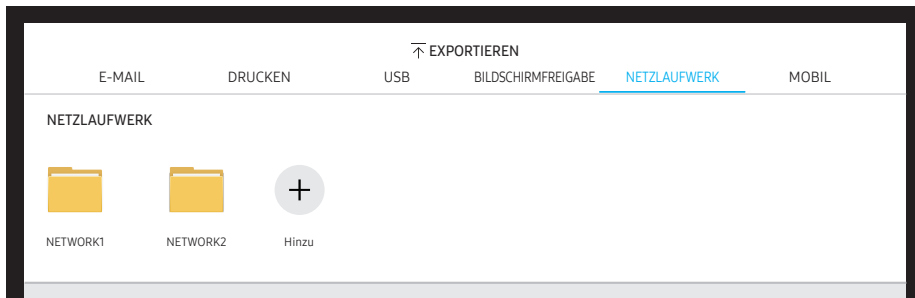 EXPORTIEREN
E-MAIL DRUCKEN USB BILDSCHIRMFREIGABE NETZLAUFWERK MOBIL
NETZLAUFWERK
NETWORK1 NETWORK2 Hinzu